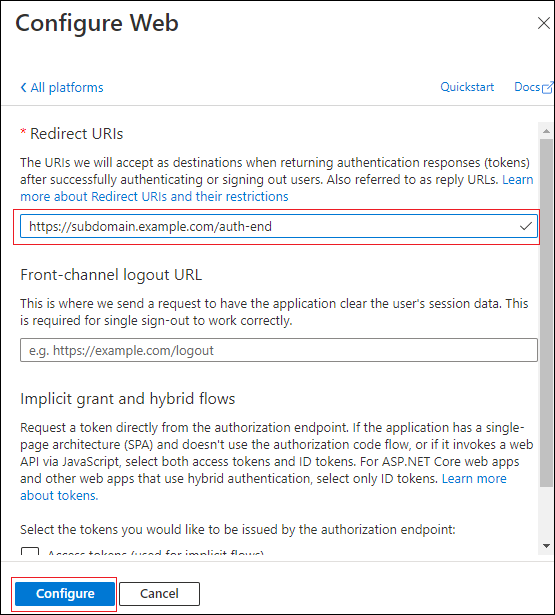 Configure Web
All platforms
Quickstart
Docs
* Redirect URIs
The URIs we will accept as destinations when returning authentication responses (tokens)
after successfully authenticating or signing out users. Also referred to as reply URLs. Learn
more about Redirect URIs and their restrictions
https://subdomain.example.com/auth-end
Front-channel logout URL
This is where we send a request to have the application clear the user's session data. This
is required for single sign-out to work correctly.
e.g. https://example.com/logout
Implicit grant and hybrid flows
Request a token directly from the authorization endpoint. If the application has a single-
page architecture (SPA) and doesn't use the authorization code flow, or if it invokes a web
API via JavaScript, select both access tokens and ID tokens. For ASP.NET Core web apps
and other web apps that use hybrid authentication, select only ID tokens. Learn more
about tokens.
Select the tokens you would like to be issued by the authorization endpoint:
Access tokens (used for implicit flows)
Configure
Cancel